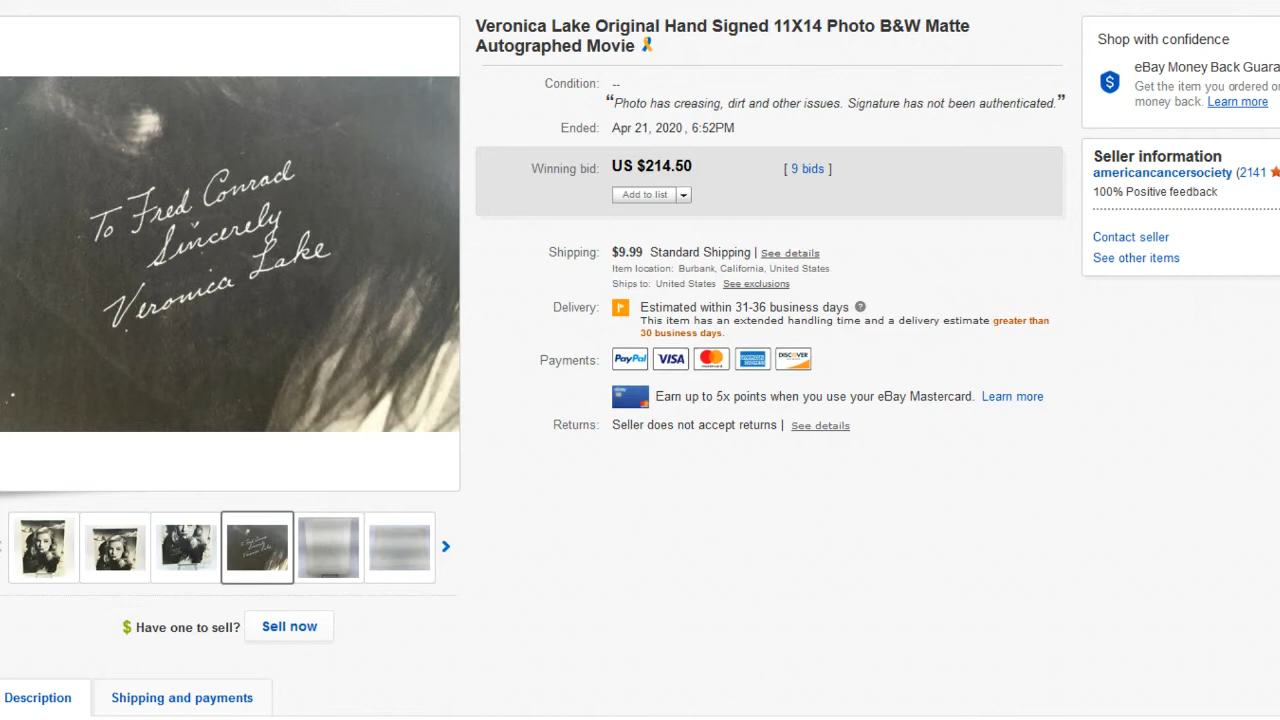 Veronica Lake Original Hand Signed 11X14 Photo B&W Matte
Autographed Movie
Shop with confidence
eBay Money Back Guara
Get the item you ordered o
money back. Learn more
Condition: --
“Photo has creasing, dirt and other issues. Signature has not been authenticated.”
Ended: Apr 21, 2020 , 6:52PM
Winning bid: US $214.50 [ 9 bids ]
Add to list
Seller information
americancancersociety (2141
100% Positive feedback
Contact seller
See other items
To Fred Conrad
Sincerely
Veronica Lake
Shipping: $9.99 Standard Shipping | See details
Item location: Burbank, California, United States
Ships to: United States See exclusions
Delivery: Estimated within 31-36 business days ?
This item has an extended handling time and a delivery estimate greater than
30 business days.
Payments: PayPal VISA mastercard AMERICAN EXPRESS DISCOVER
Earn up to 5x points when you use your eBay Mastercard. Learn more
Returns: Seller does not accept returns | See details
$ Have one to sell? Sell now
Description
Shipping and payments